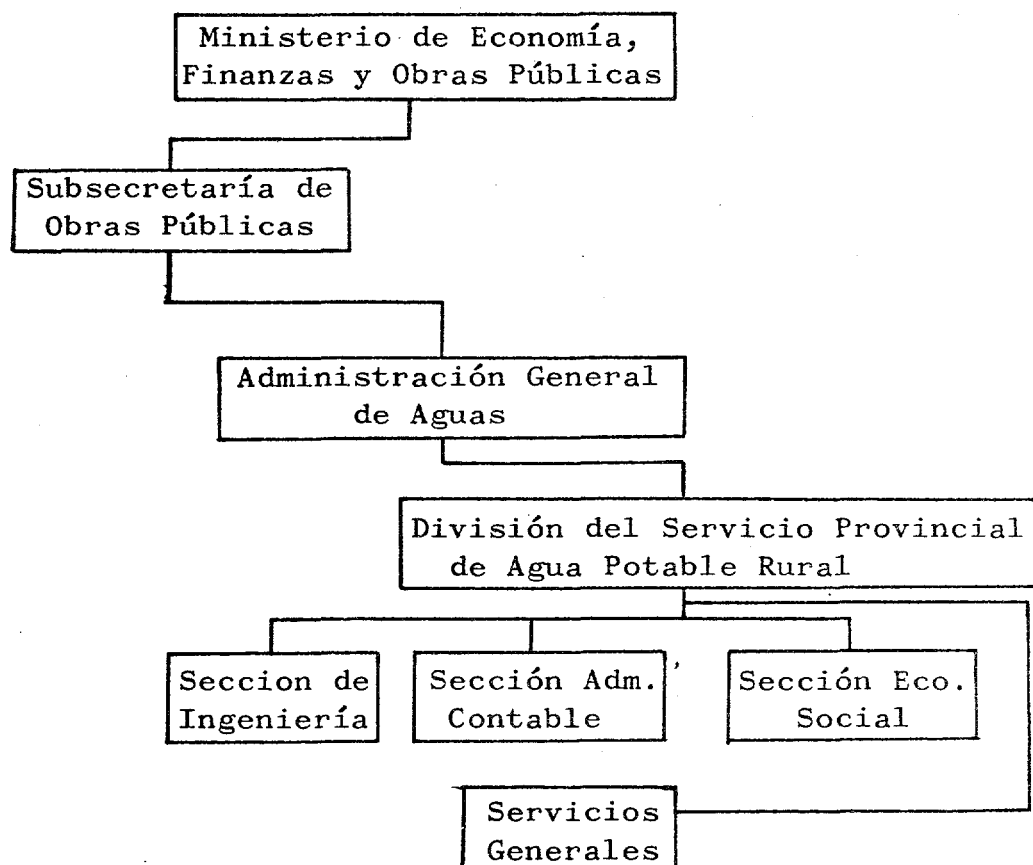 Ministerio de Economía,
Finanzas y Obras Públicas
Subsecretaría de
Obras Públicas
Administración General
de Aguas
División del Servicio Provincial
de Agua Potable Rural
Seccion de
Ingeniería
Sección Adm.
Contable
Sección Eco.
Social
Servicios
Generales